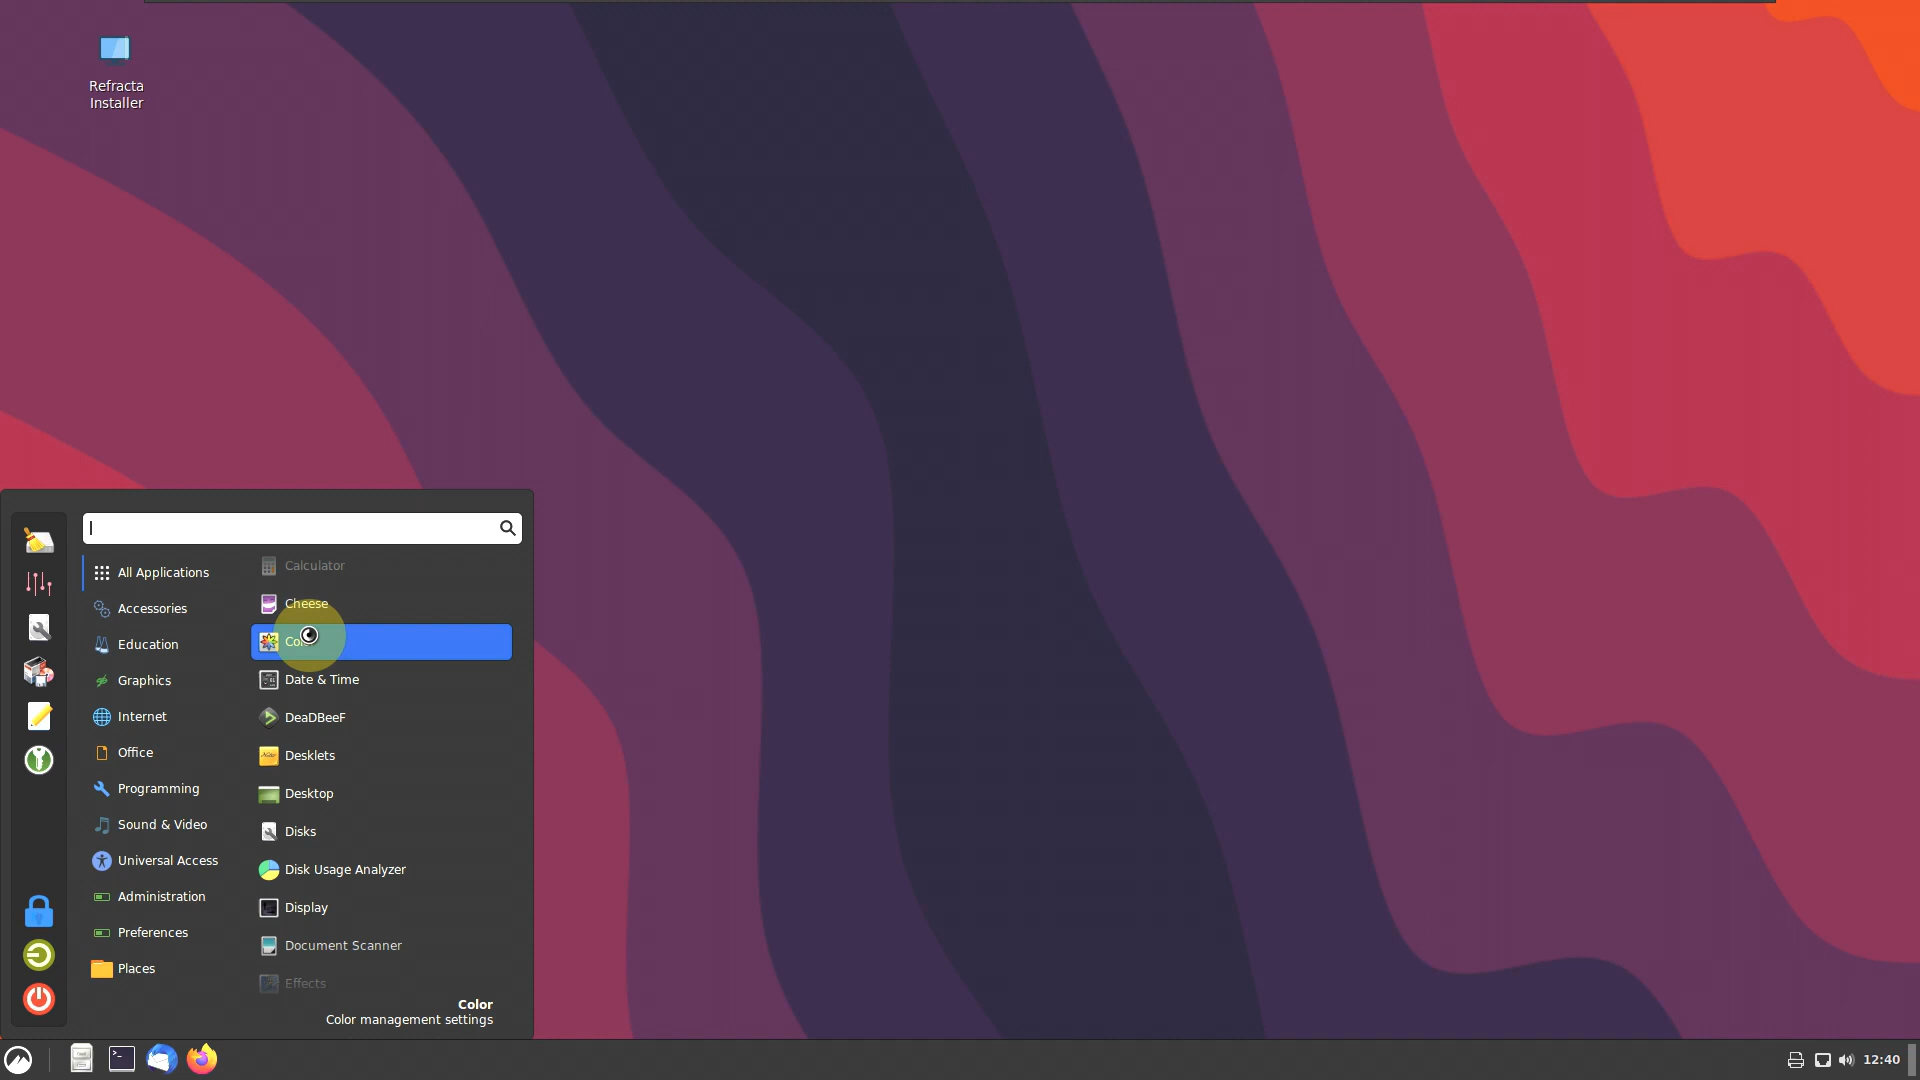 Refracta
Installer
All Applications
Accessories
Education
Graphics
Internet
Office
Programming
Sound & Video
Universal Access
Administration
Preferences
Places
Calculator
Cheese
Date & Time
DeaDBeeF
Desklets
Desktop
Disks
Disk Usage Analyzer
Display
Document Scanner
Effects
Color
Color management settings
12:40